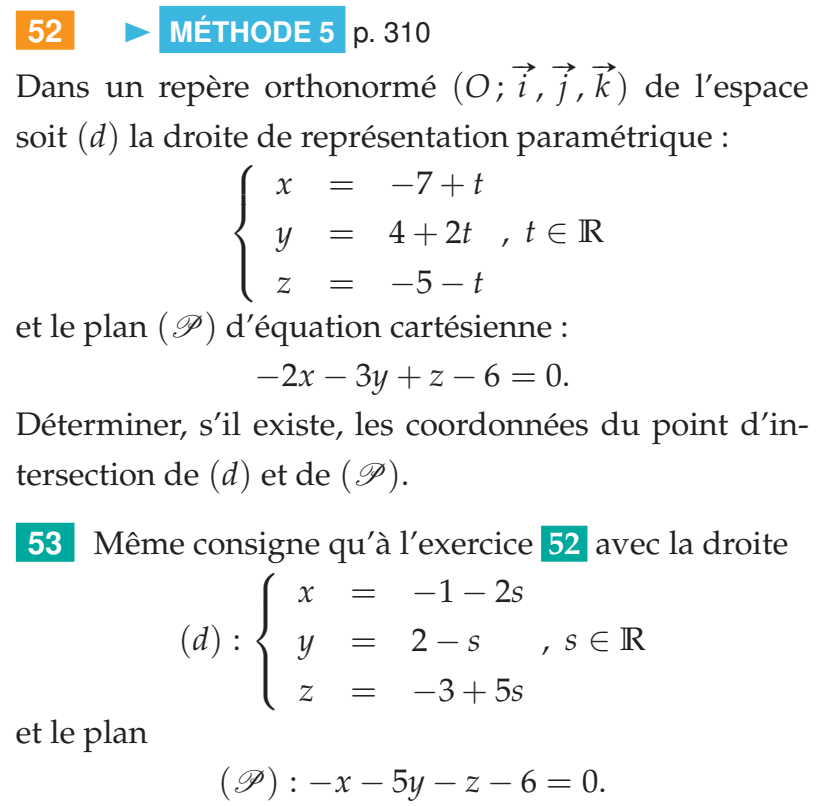 52 ► MÉTHODE 5 p. 310
Dans un repère orthonormé (O ; i⃗, j⃗, k⃗) de l'espace
soit (d) la droite de représentation paramétrique :
{ x = −7 + t
y = 4 + 2t , t ∈ ℝ
z = −5 − t
et le plan (𝒫) d'équation cartésienne :
−2x − 3y + z − 6 = 0.
Déterminer, s'il existe, les coordonnées du point d'in-
tersection de (d) et de (𝒫).
53 Même consigne qu'à l'exercice 52 avec la droite
(d) : { x = −1 − 2s
y = 2 − s , s ∈ ℝ
z = −3 + 5s
et le plan
(𝒫) : −x − 5y − z − 6 = 0.